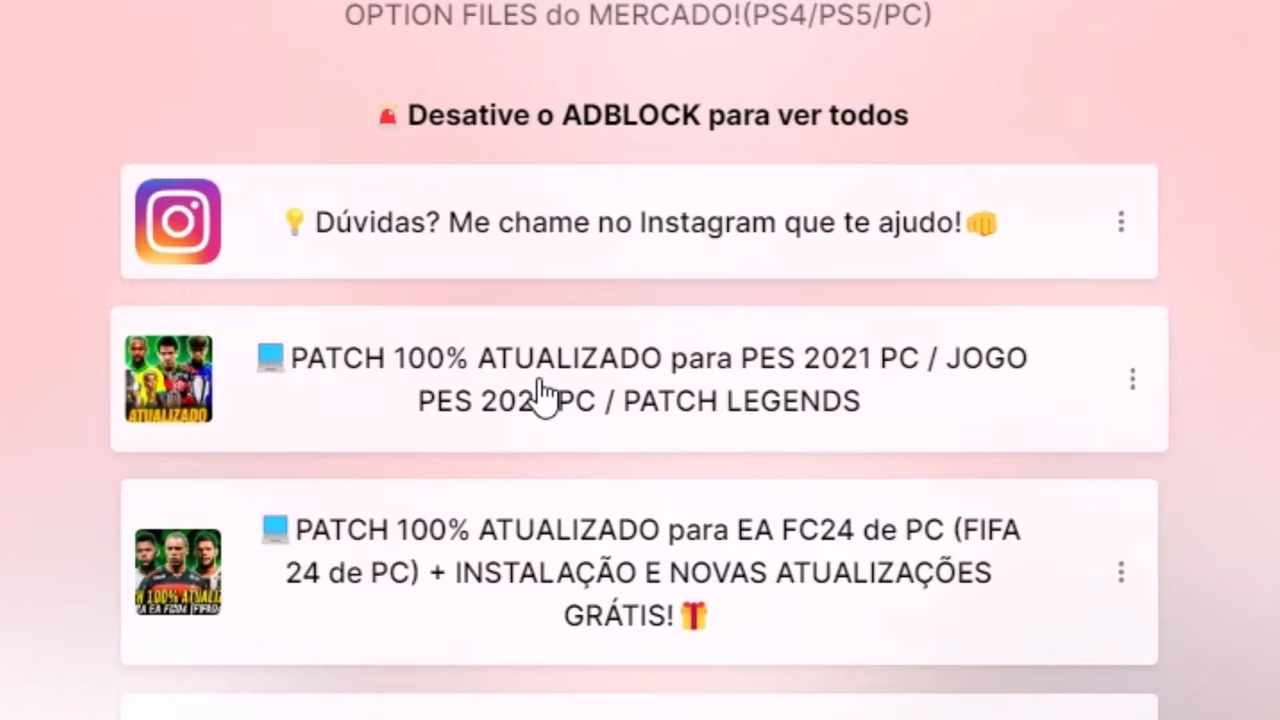 OPTION FILES do MERCADO!(PS4/PS5/PC)
🚨 Desative o ADBLOCK para ver todos
💡 Dúvidas? Me chame no Instagram que te ajudo!👊
💻PATCH 100% ATUALIZADO para PES 2021 PC / JOGO
PES 2021 PC / PATCH LEGENDS
ATUALIZADO
💻PATCH 100% ATUALIZADO para EA FC24 de PC (FIFA
24 de PC) + INSTALAÇÃO E NOVAS ATUALIZAÇÕES
GRÁTIS!🎁